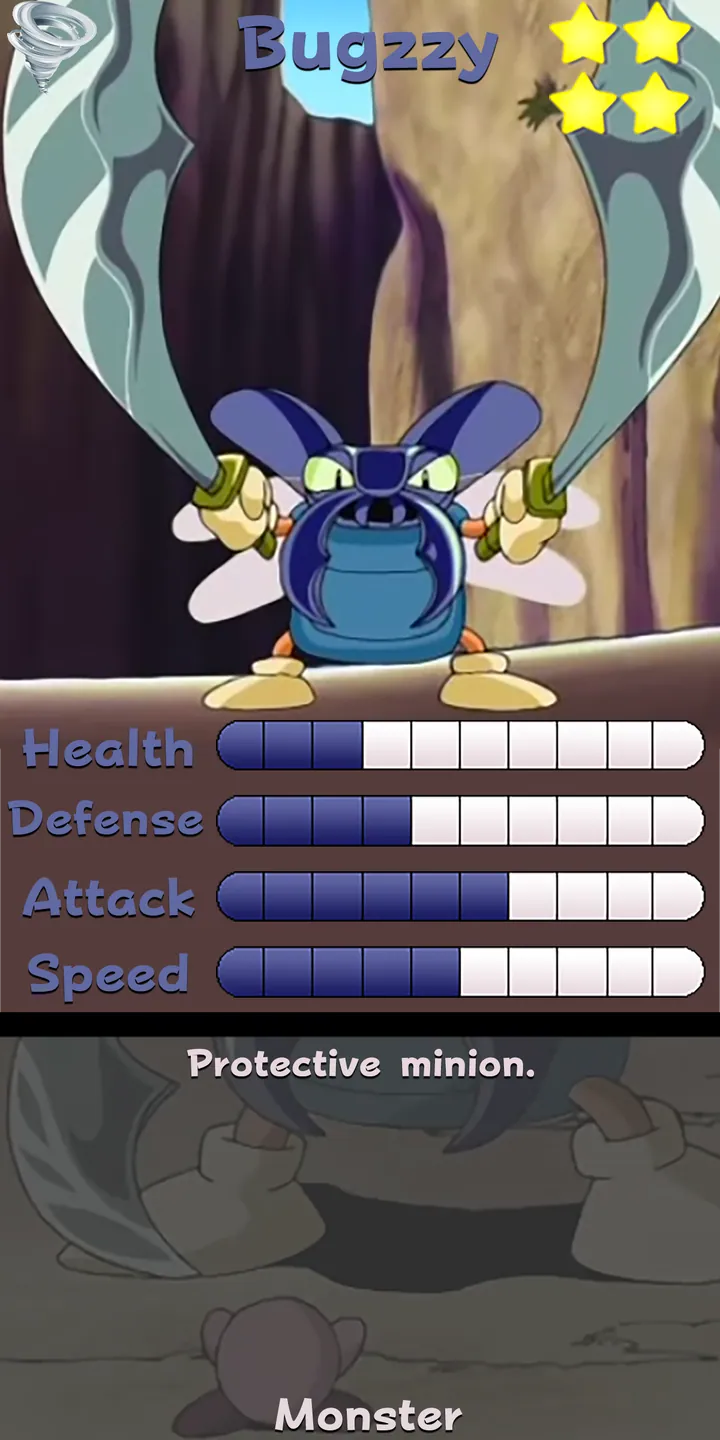 Bugzzy
Health
Defense
Attack
Speed
Protective minion.
Monster